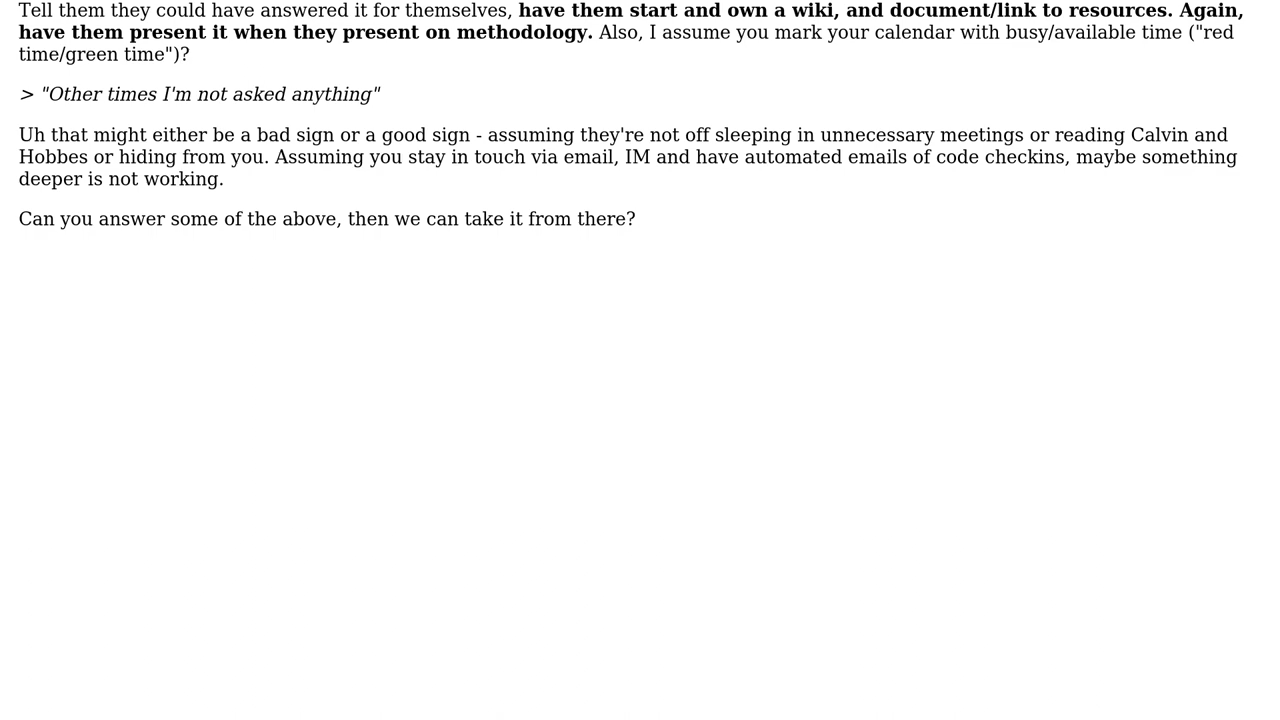 Tell them they could have answered it for themselves, have them start and own a wiki, and document/link to resources. Again,
have them present it when they present on methodology. Also, I assume you mark your calendar with busy/available time ("red
time/green time")?
> "Other times I'm not asked anything"
Uh that might either be a bad sign or a good sign - assuming they're not off sleeping in unnecessary meetings or reading Calvin and
Hobbes or hiding from you. Assuming you stay in touch via email, IM and have automated emails of code checkins, maybe something
deeper is not working.
Can you answer some of the above, then we can take it from there?